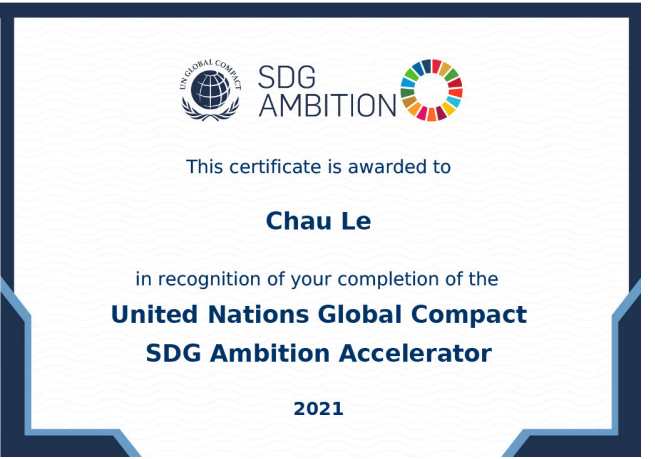 UN GLOBAL COMPACT
SDG
AMBITION
This certificate is awarded to
Chau Le
in recognition of your completion of the
United Nations Global Compact
SDG Ambition Accelerator
2021